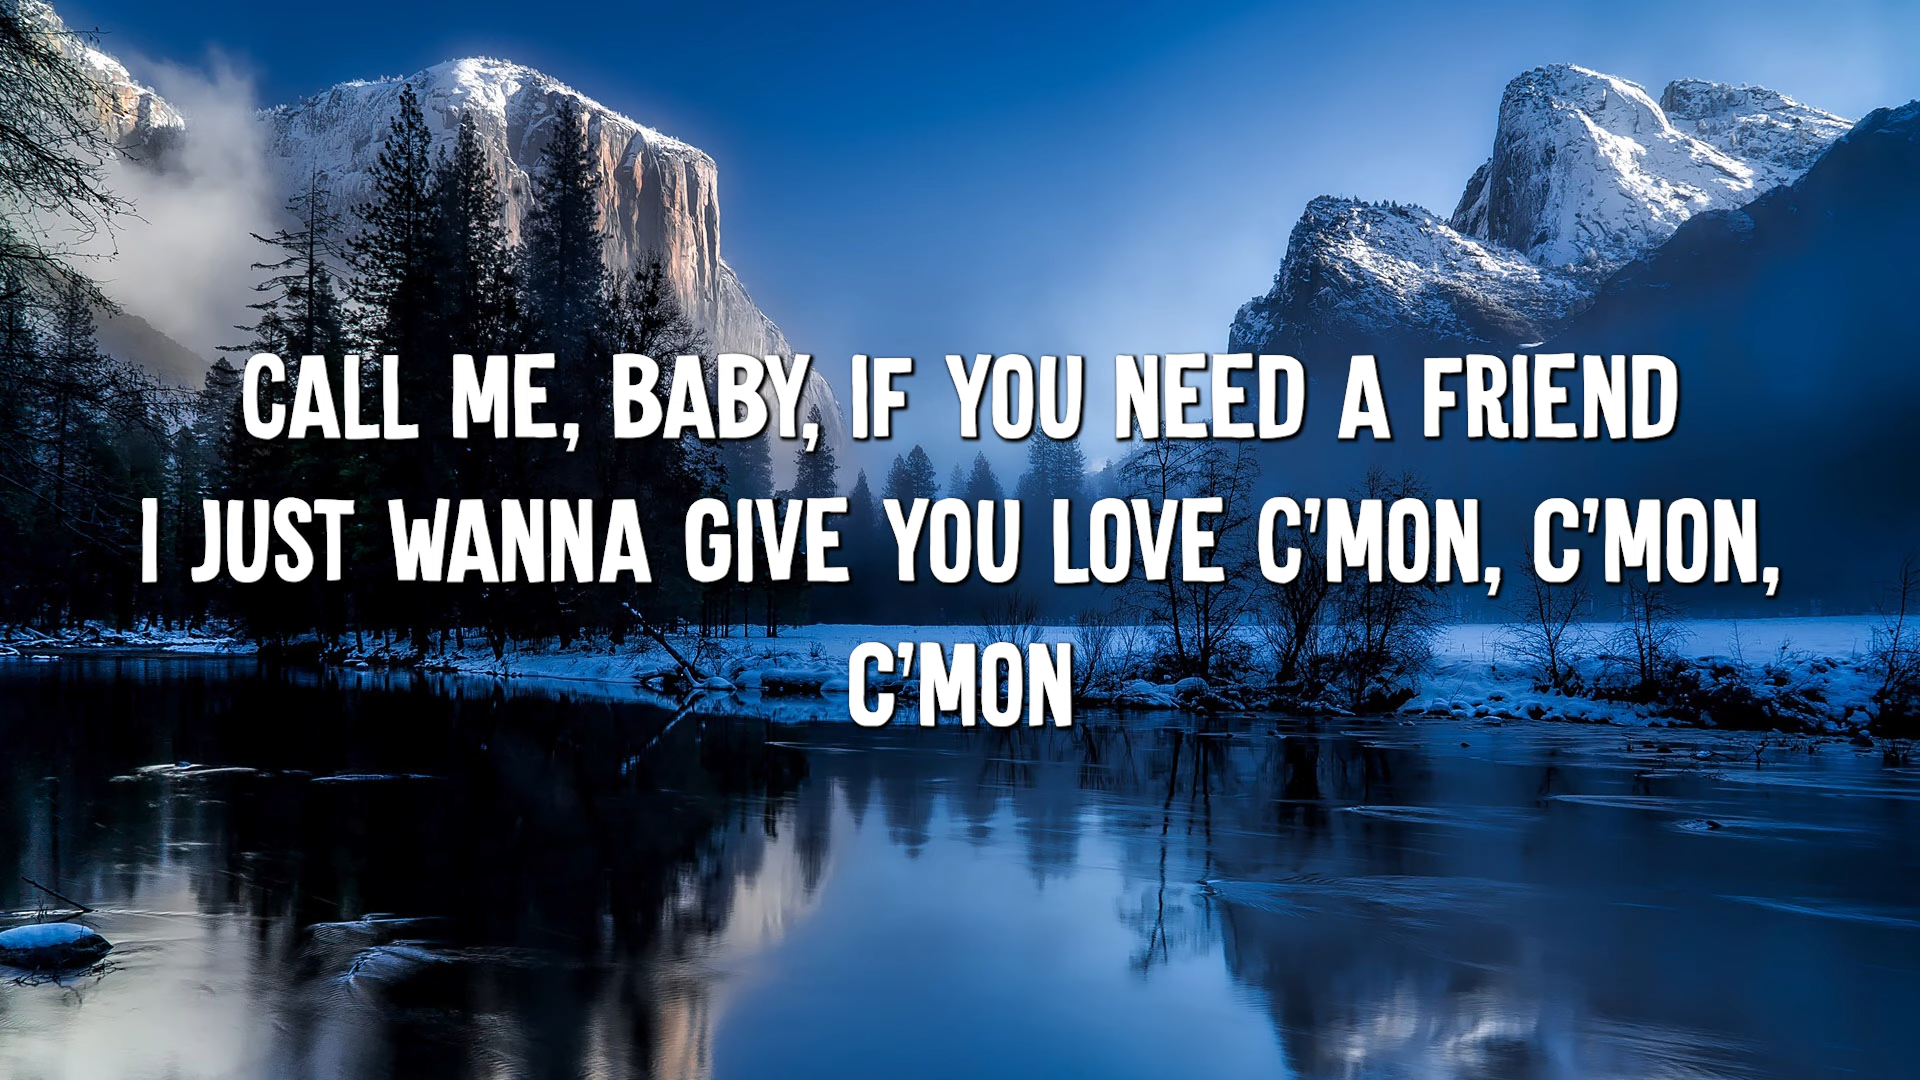 CALL ME, BABY, IF YOU NEED A FRIEND
I JUST WANNA GIVE YOU LOVE C'MON, C'MON,
C'MON